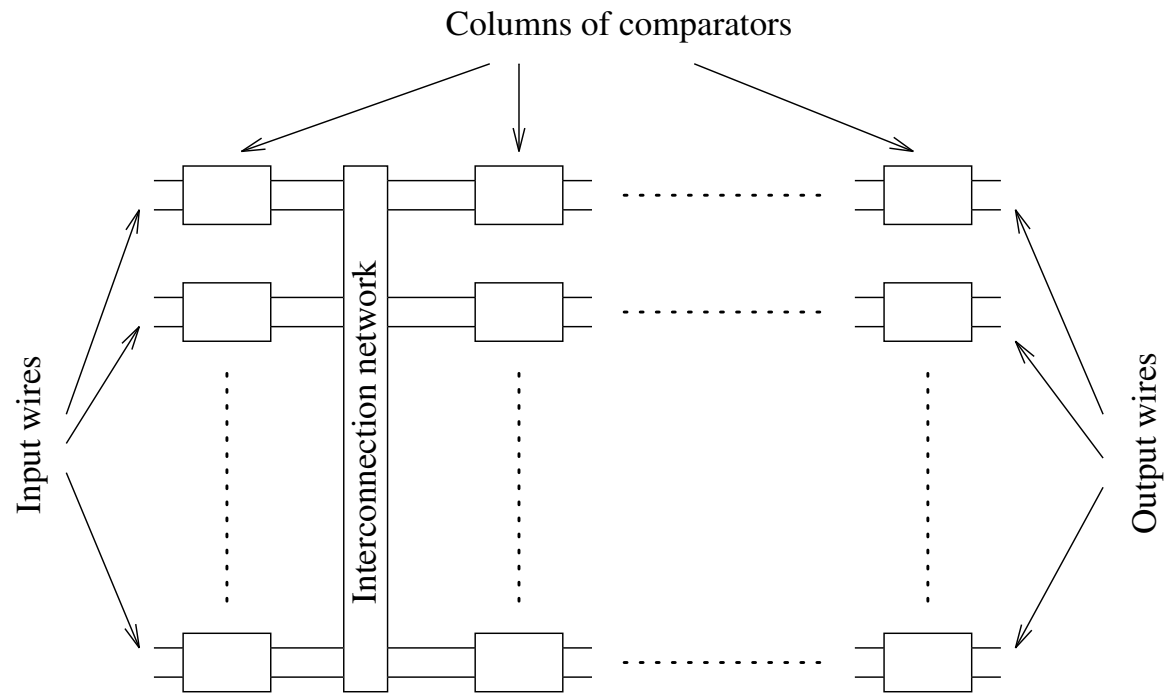 Columns of comparators
Interconnection network
Input wires
Output wires